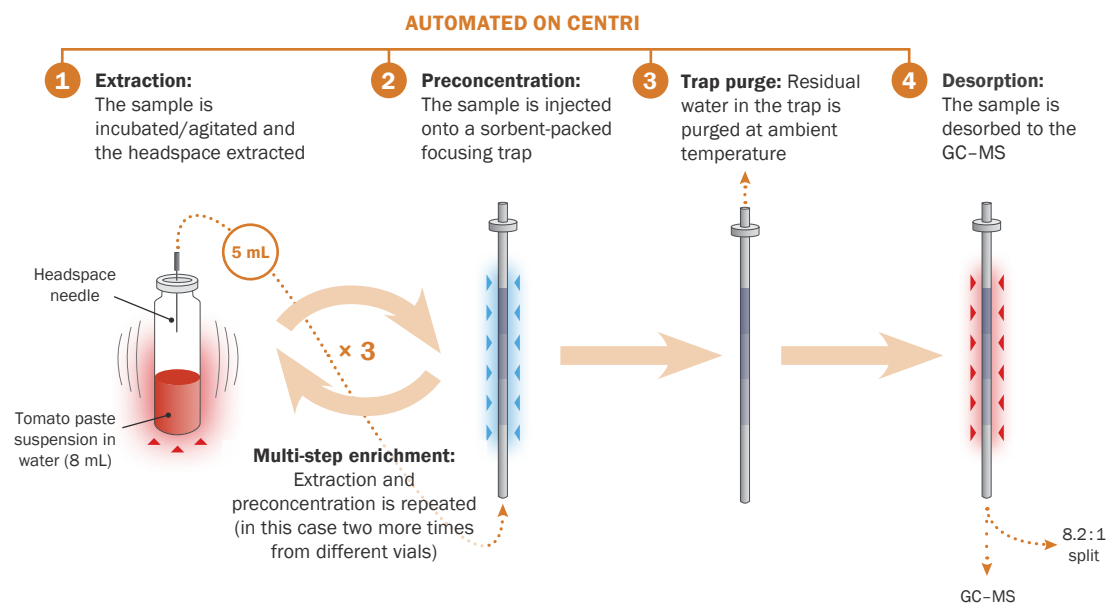 AUTOMATED ON CENTRI
1
Extraction:
The sample is
incubated/agitated and
the headspace extracted
2
Preconcentration:
The sample is injected
onto a sorbent-packed
focusing trap
3
Trap purge: Residual
water in the trap is
purged at ambient
temperature
4
Desorption:
The sample is
desorbed to the
GC–MS
5 mL
Headspace
needle
× 3
Tomato paste
suspension in
water (8 mL)
Multi-step enrichment:
Extraction and
preconcentration is repeated
(in this case two more times
from different vials)
8.2:1
split
GC–MS